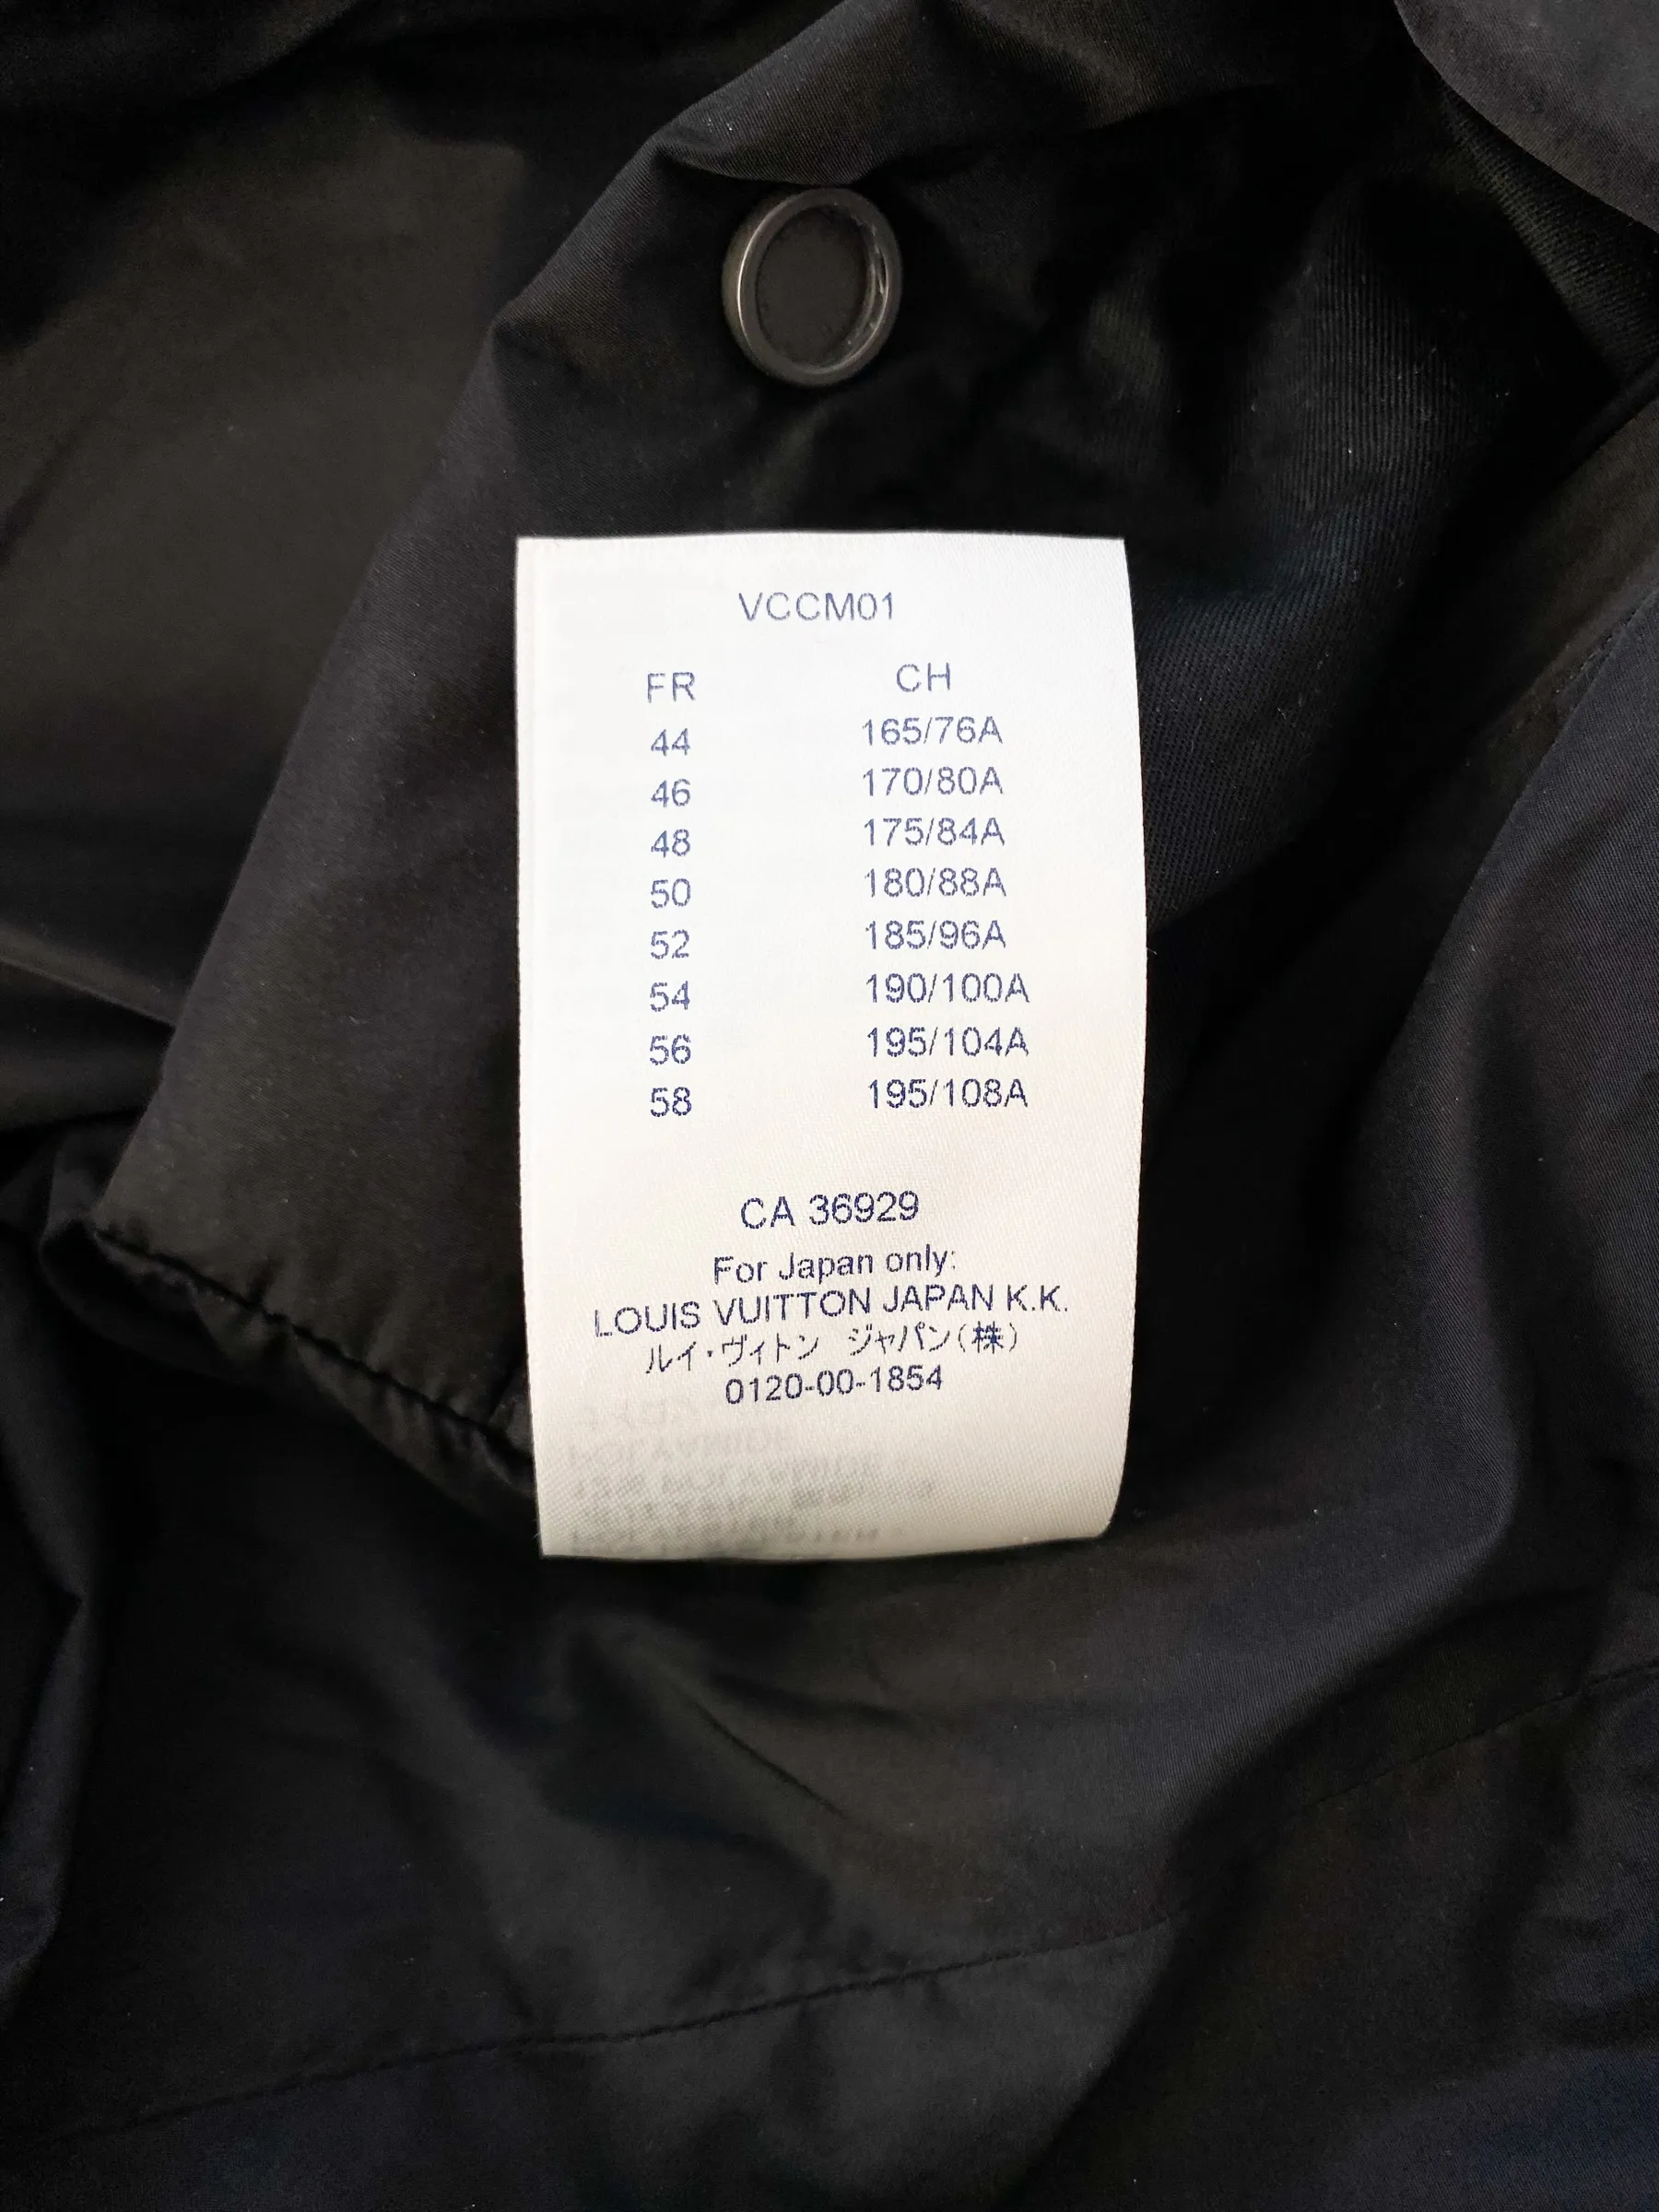 VCCM01
FR CH
44 165/76A
46 170/80A
48 175/84A
50 180/88A
52 185/96A
54 190/100A
56 195/104A
58 195/108A
CA 36929
For Japan only:
LOUIS VUITTON JAPAN K.K.
ルイ・ヴィトン ジャパン(株)
0120-00-1854
POLYAMIDE
POLYAMIDE